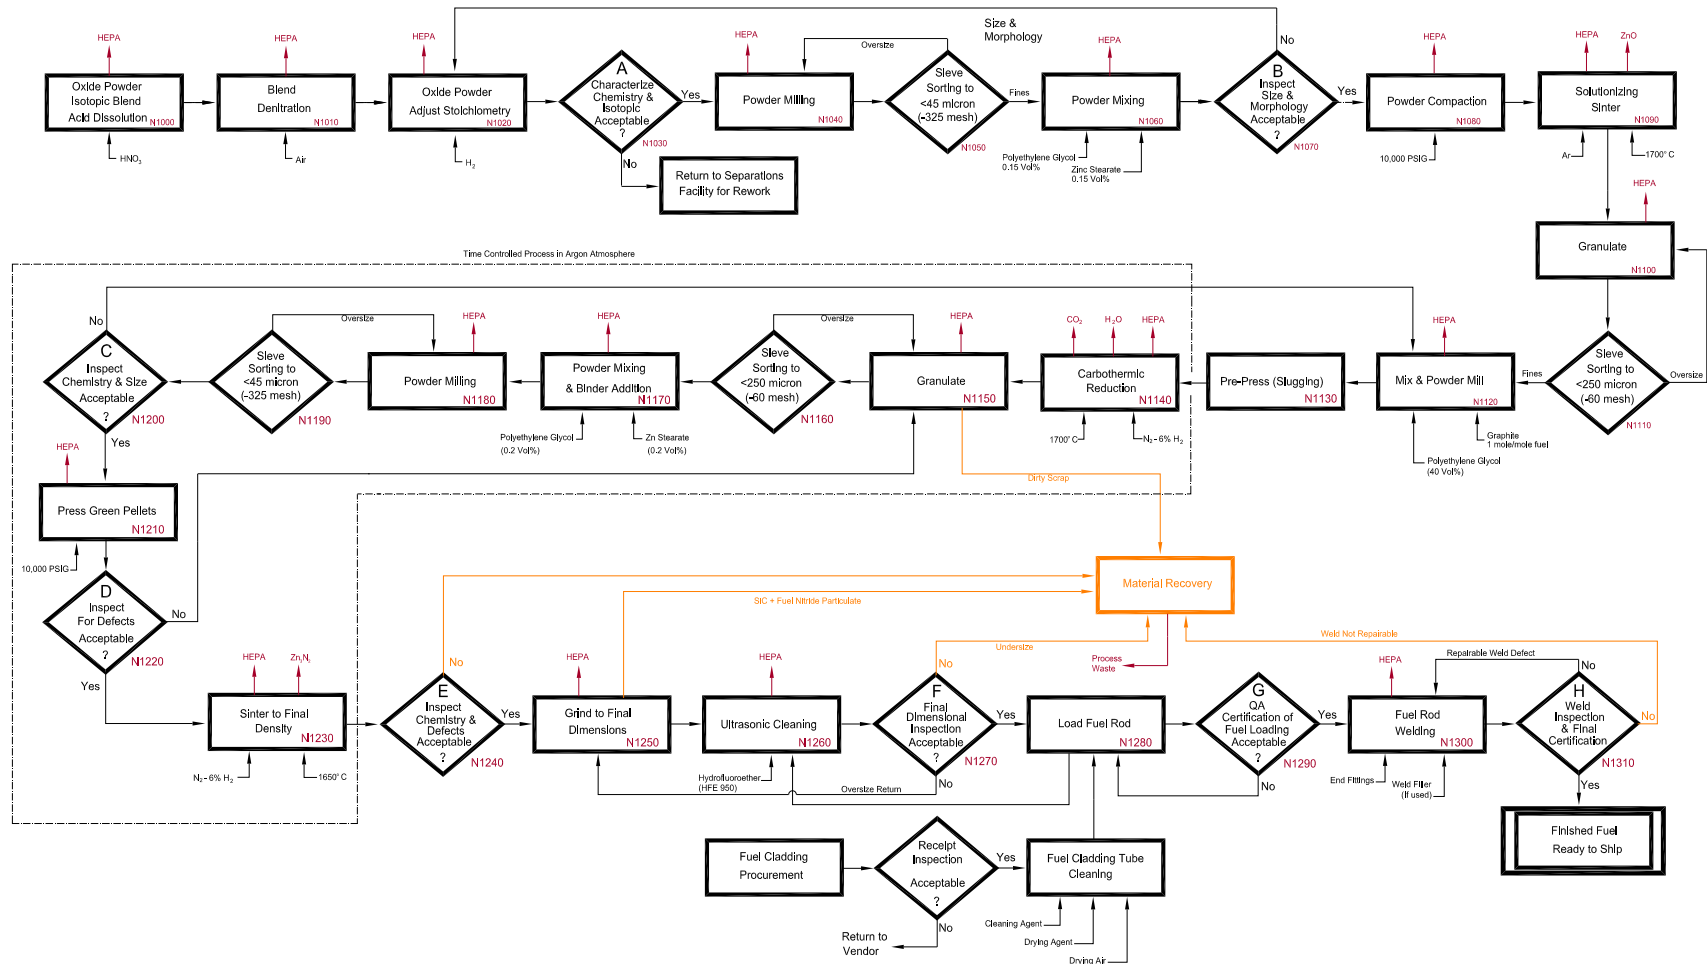 Size &
Morphology
HEPA
HEPA
HEPA
HEPA
HEPA
HEPA
HEPA
ZnO
No
Oversize
Oxide Powder
Isotopic Blend
Acid Dissolution
N1000
Blend
Denitration
N1010
Oxide Powder
Adjust Stoichiometry
N1020
A
Characterize
Chemistry &
Isotopic
Acceptable
?
N1030
Yes
No
Powder Milling
N1040
Sieve
Sorting to
<45 micron
(-325 mesh)
N1050
Fines
Powder Mixing
N1060
B
Inspect
Size &
Morphology
Acceptable
?
N1070
Yes
Powder Compaction
N1080
Solutionizing
Sinter
N1090
HNO₃
Air
H₂
Polyethylene Glycol
0.15 Vol%
Zinc Stearate
0.15 Vol%
10,000 PSIG
Ar
1700° C
Return to Separations
Facility for Rework
HEPA
Granulate
N1100
Time Controlled Process in Argon Atmosphere
No
Oversize
HEPA
HEPA
Oversize
HEPA
CO₂
H₂O
HEPA
HEPA
C
Inspect
Chemistry & Size
Acceptable
?
N1200
Yes
Sieve
Sorting to
<45 micron
(-325 mesh)
N1190
Powder Milling
N1180
Powder Mixing
& Binder Addition
N1170
Sieve
Sorting to
<250 micron
(-60 mesh)
N1160
Granulate
N1150
Carbothermic
Reduction
N1140
Pre-Press (Slugging)
N1130
Mix & Powder Mill
N1120
Fines
Sieve
Sorting to
<250 micron
(-60 mesh)
N1110
Oversize
Polyethylene Glycol
(0.2 Vol%)
Zn Stearate
(0.2 Vol%)
1700° C
N₂ - 6% H₂
Graphite
1 mole/mole fuel
Polyethylene Glycol
(40 Vol%)
HEPA
Dirty Scrap
Press Green Pellets
N1210
10,000 PSIG
D
Inspect
For Defects
Acceptable
?
N1220
No
Yes
Material Recovery
SiC + Fuel Nitride Particulate
Undersize
Weld Not Repairable
Process
Waste
HEPA
Zn₃N₂
No
HEPA
HEPA
No
HEPA
Repairable Weld Defect
No
Sinter to Final
Density
N1230
E
Inspect
Chemistry &
Defects
Acceptable
?
N1240
Yes
Grind to Final
Dimensions
N1250
Ultrasonic Cleaning
N1260
F
Final
Dimensional
Inspection
Acceptable
?
N1270
Yes
No
Load Fuel Rod
N1280
G
QA
Certification of
Fuel Loading
Acceptable
?
N1290
Yes
No
Fuel Rod
Welding
N1300
H
Weld
Inspection
& Final
Certification
N1310
No
Yes
N₂ - 6% H₂
1650° C
Hydrofluoroether
(HFE 950)
Oversize Return
End Fittings
Weld Filler
(If used)
Finished Fuel
Ready to Ship
Fuel Cladding
Procurement
Receipt
Inspection
Acceptable
?
Yes
No
Fuel Cladding Tube
Cleaning
Cleaning Agent
Drying Agent
Drying Air
Return to
Vendor